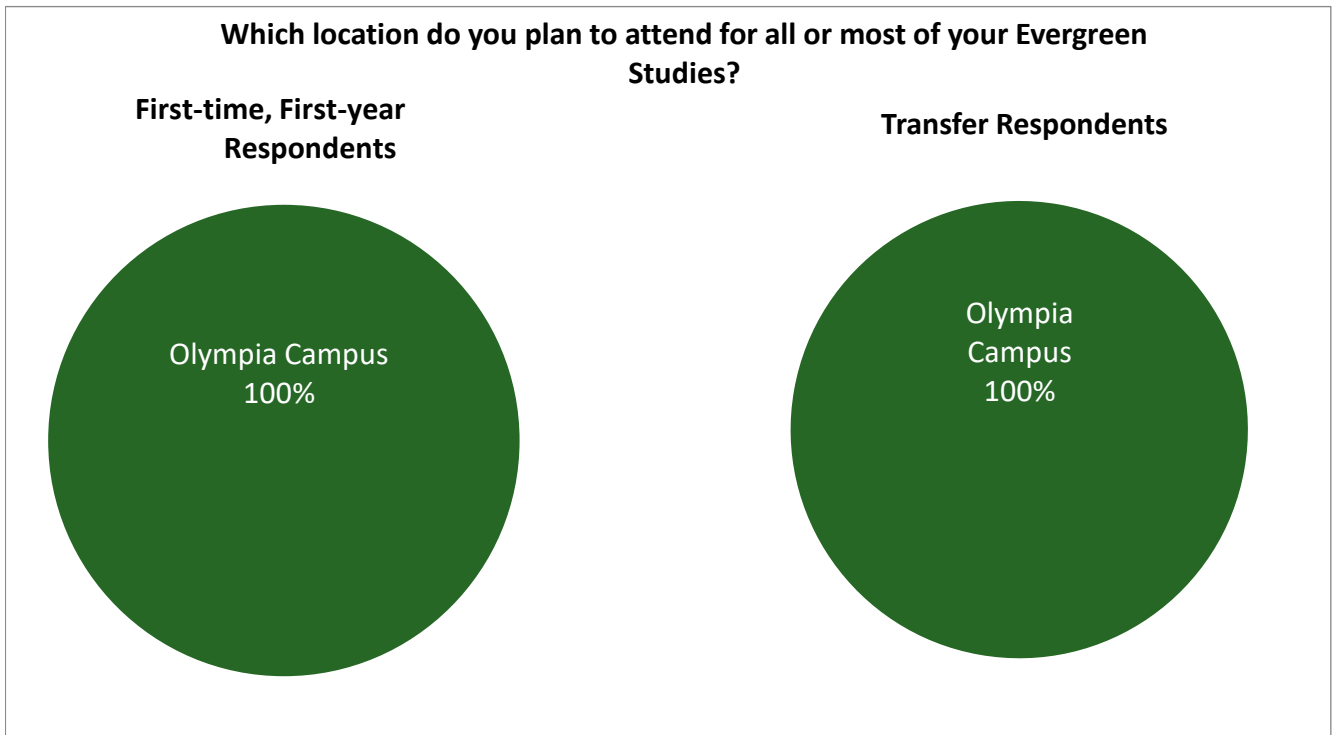 Which location do you plan to attend for all or most of your Evergreen
Studies?
First-time, First-year
Respondents
Transfer Respondents
Olympia Campus
100%
Olympia
Campus
100%